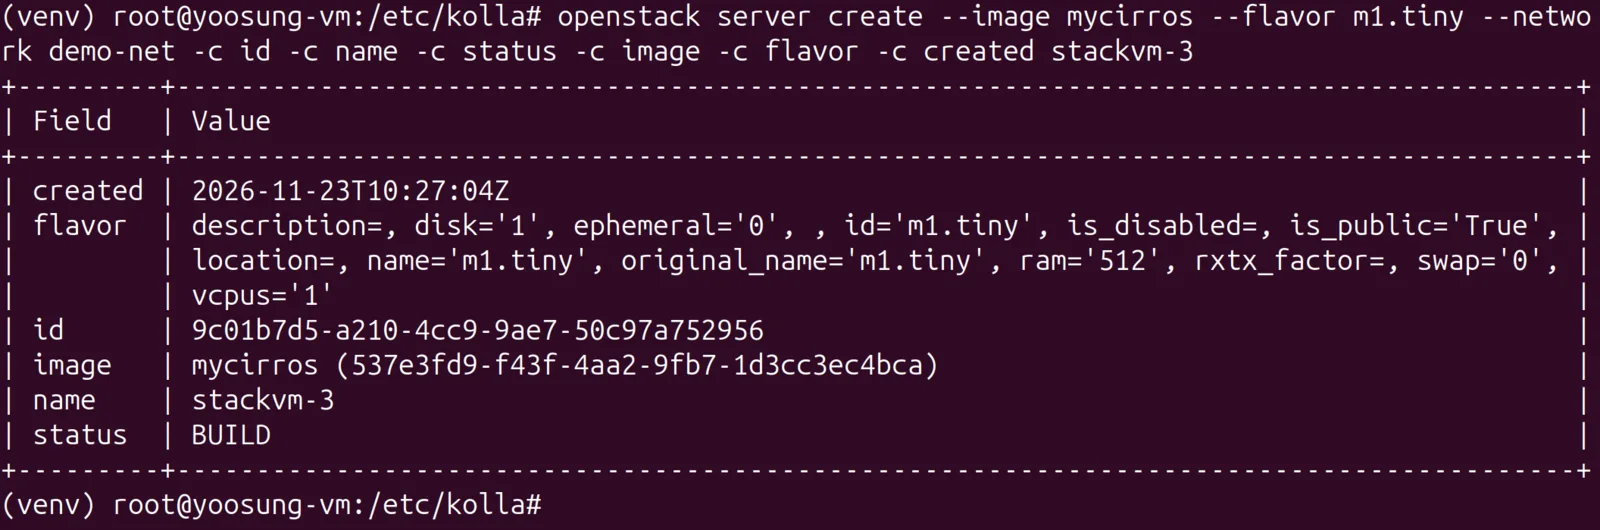 (venv) root@yoosung-vm:/etc/kolla# openstack server create --image mycirros --flavor m1.tiny --netwo
rk demo-net -c id -c name -c status -c image -c flavor -c created stackvm-3
+---------+----------------------------------------------------------------------------------------+
| Field   | Value                                                                                  |
+---------+----------------------------------------------------------------------------------------+
| created | 2026-11-23T10:27:04Z                                                                   |
| flavor  | description=, disk='1', ephemeral='0', , id='m1.tiny', is_disabled=, is_public='True', |
|         | location=, name='m1.tiny', original_name='m1.tiny', ram='512', rxtx_factor=, swap='0', |
|         | vcpus='1'                                                                              |
| id      | 9c01b7d5-a210-4cc9-9ae7-50c97a752956                                                   |
| image   | mycirros (537e3fd9-f43f-4aa2-9fb7-1d3cc3ec4bca)                                        |
| name    | stackvm-3                                                                              |
| status  | BUILD                                                                                  |
+---------+----------------------------------------------------------------------------------------+
(venv) root@yoosung-vm:/etc/kolla#